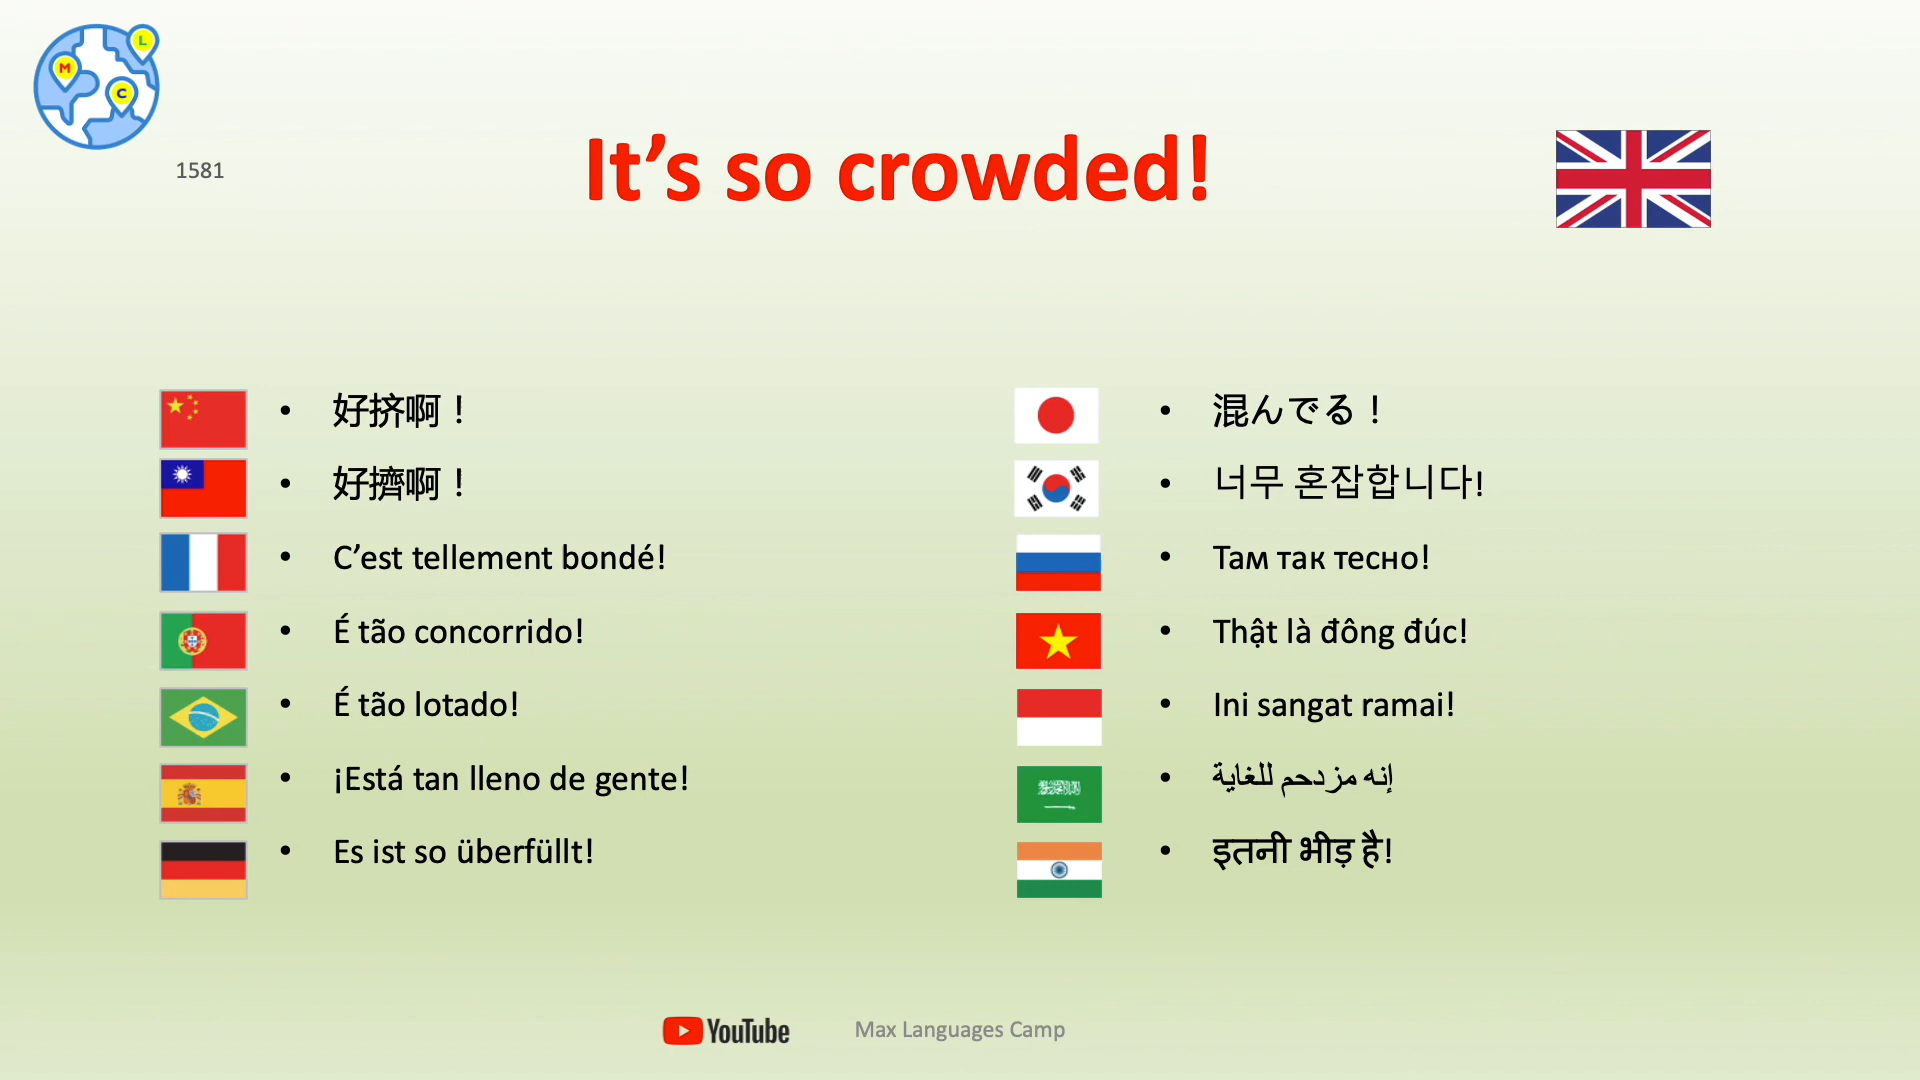 L
M
C
1581
It’s so crowded!
• 好挤啊！
• 好擠啊！
• C’est tellement bondé!
• É tão concorrido!
• É tão lotado!
• ¡Está tan lleno de gente!
• Es ist so überfüllt!
• 混んでる！
• 너무 혼잡합니다!
• Там так тесно!
• Thật là đông đúc!
• Ini sangat ramai!
• إنه مزدحم للغاية
• इतनी भीड़ है!
YouTube
Max Languages Camp